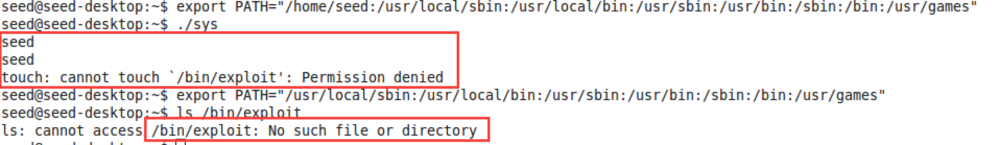 seed@seed-desktop:~$ export PATH="/home/seed:/usr/local/sbin:/usr/local/bin:/usr/sbin:/usr/bin:/sbin:/bin:/usr/games"
seed@seed-desktop:~$ ./sys
seed
seed
touch: cannot touch `/bin/exploit': Permission denied
seed@seed-desktop:~$ export PATH="/usr/local/sbin:/usr/local/bin:/usr/sbin:/usr/bin:/sbin:/bin:/usr/games"
seed@seed-desktop:~$ ls /bin/exploit
ls: cannot access /bin/exploit: No such file or directory